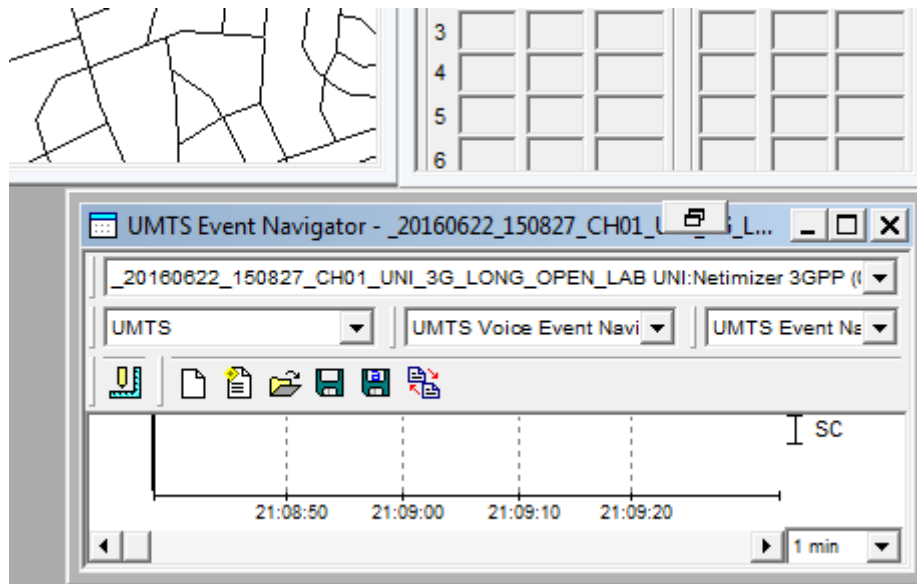 3
4
5
6
UMTS Event Navigator - _20160622_150827_CH01_U
_L...
_20160622_150827_CH01_UNI_3G_LONG_OPEN_LAB UNI:Netimizer 3GPP (
UMTS UMTS Voice Event Navi UMTS Event Na
SC
21:08:50 21:09:00 21:09:10 21:09:20
1 min